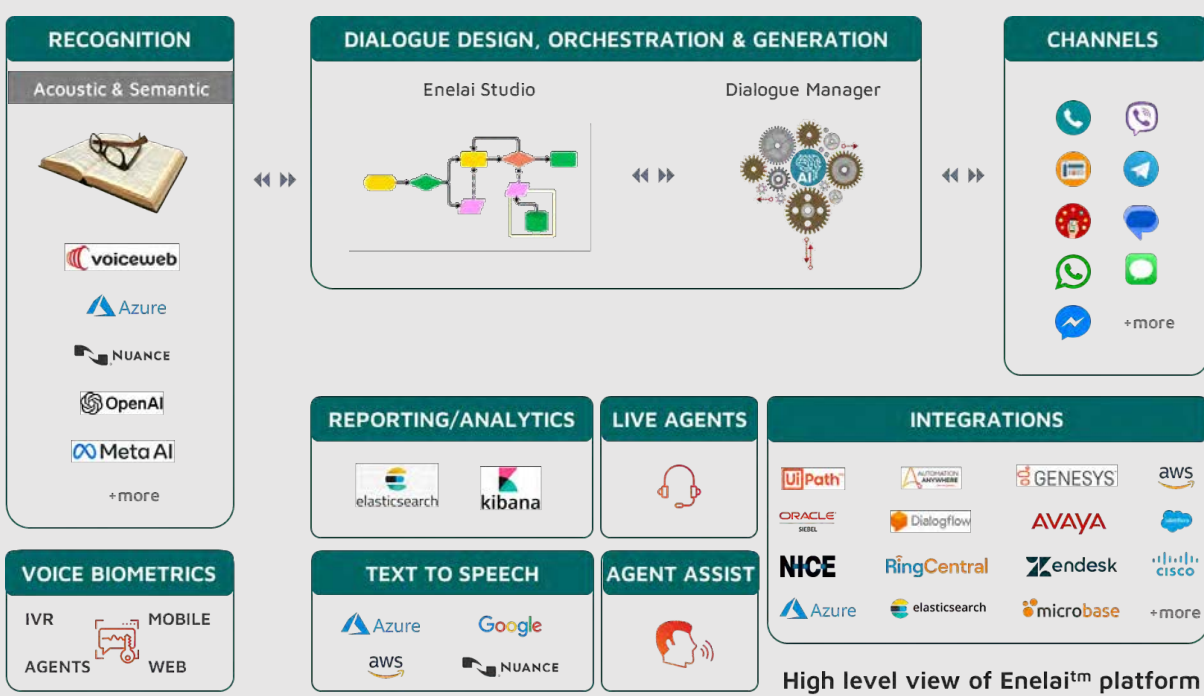 RECOGNITION
Acoustic & Semantic
voiceweb
Azure
NUANCE
OpenAI
Meta AI
+more
DIALOGUE DESIGN, ORCHESTRATION & GENERATION
Enelai Studio
Dialogue Manager
AI
CHANNELS
+more
REPORTING/ANALYTICS
elasticsearch
kibana
LIVE AGENTS
INTEGRATIONS
UiPath™
AUTOMATION
ANYWHERE
GENESYS
aws
ORACLE
SIEBEL
Dialogflow
AVAYA
salesforce
NICE
RingCentral
zendesk
CISCO
Azure
elasticsearch
microbase
+more
VOICE BIOMETRICS
IVR
MOBILE
AGENTS
WEB
TEXT TO SPEECH
Azure
Google
aws
NUANCE
AGENT ASSIST
High level view of Enelai™ platform